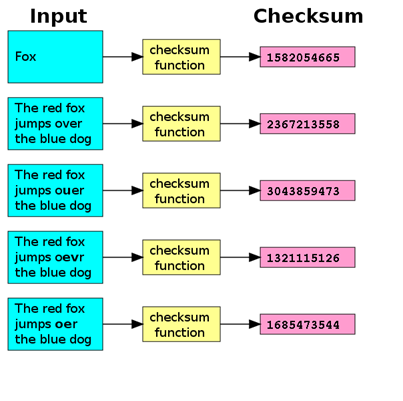 Input Checksum
Fox
checksum
function
1582054665
The red fox
jumps over
the blue dog
checksum
function
2367213558
The red fox
jumps ouer
the blue dog
checksum
function
3043859473
The red fox
jumps oevr
the blue dog
checksum
function
1321115126
The red fox
jumps oer
the blue dog
checksum
function
1685473544